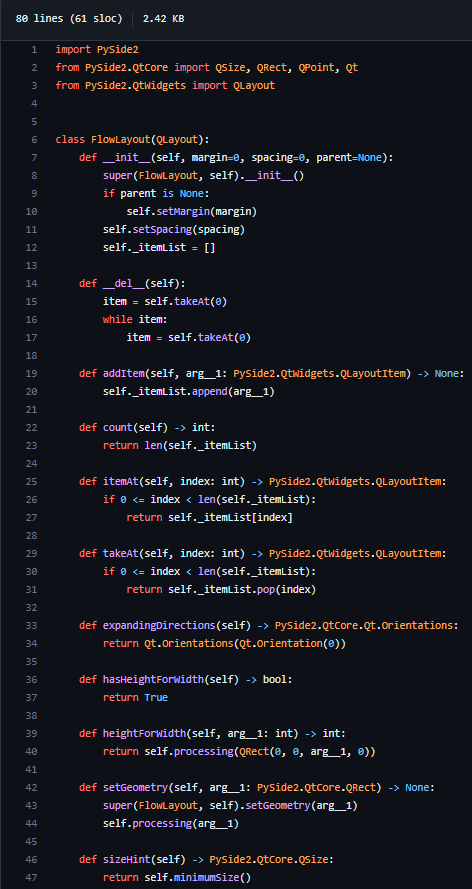 80 lines (61 sloc) 2.42 KB
1 import PySide2
2 from PySide2.QtCore import QSize, QRect, QPoint, Qt
3 from PySide2.QtWidgets import QLayout
4
5
6 class FlowLayout(QLayout):
7     def __init__(self, margin=0, spacing=0, parent=None):
8         super(FlowLayout, self).__init__()
9         if parent is None:
10             self.setMargin(margin)
11         self.setSpacing(spacing)
12         self._itemList = []
13
14     def __del__(self):
15         item = self.takeAt(0)
16         while item:
17             item = self.takeAt(0)
18
19     def addItem(self, arg__1: PySide2.QtWidgets.QLayoutItem) -> None:
20         self._itemList.append(arg__1)
21
22     def count(self) -> int:
23         return len(self._itemList)
24
25     def itemAt(self, index: int) -> PySide2.QtWidgets.QLayoutItem:
26         if 0 <= index < len(self._itemList):
27             return self._itemList[index]
28
29     def takeAt(self, index: int) -> PySide2.QtWidgets.QLayoutItem:
30         if 0 <= index < len(self._itemList):
31             return self._itemList.pop(index)
32
33     def expandingDirections(self) -> PySide2.QtCore.Qt.Orientations:
34         return Qt.Orientations(Qt.Orientation(0))
35
36     def hasHeightForWidth(self) -> bool:
37         return True
38
39     def heightForWidth(self, arg__1: int) -> int:
40         return self.processing(QRect(0, 0, arg__1, 0))
41
42     def setGeometry(self, arg__1: PySide2.QtCore.QRect) -> None:
43         super(FlowLayout, self).setGeometry(arg__1)
44         self.processing(arg__1)
45
46     def sizeHint(self) -> PySide2.QtCore.QSize:
47         return self.minimumSize()